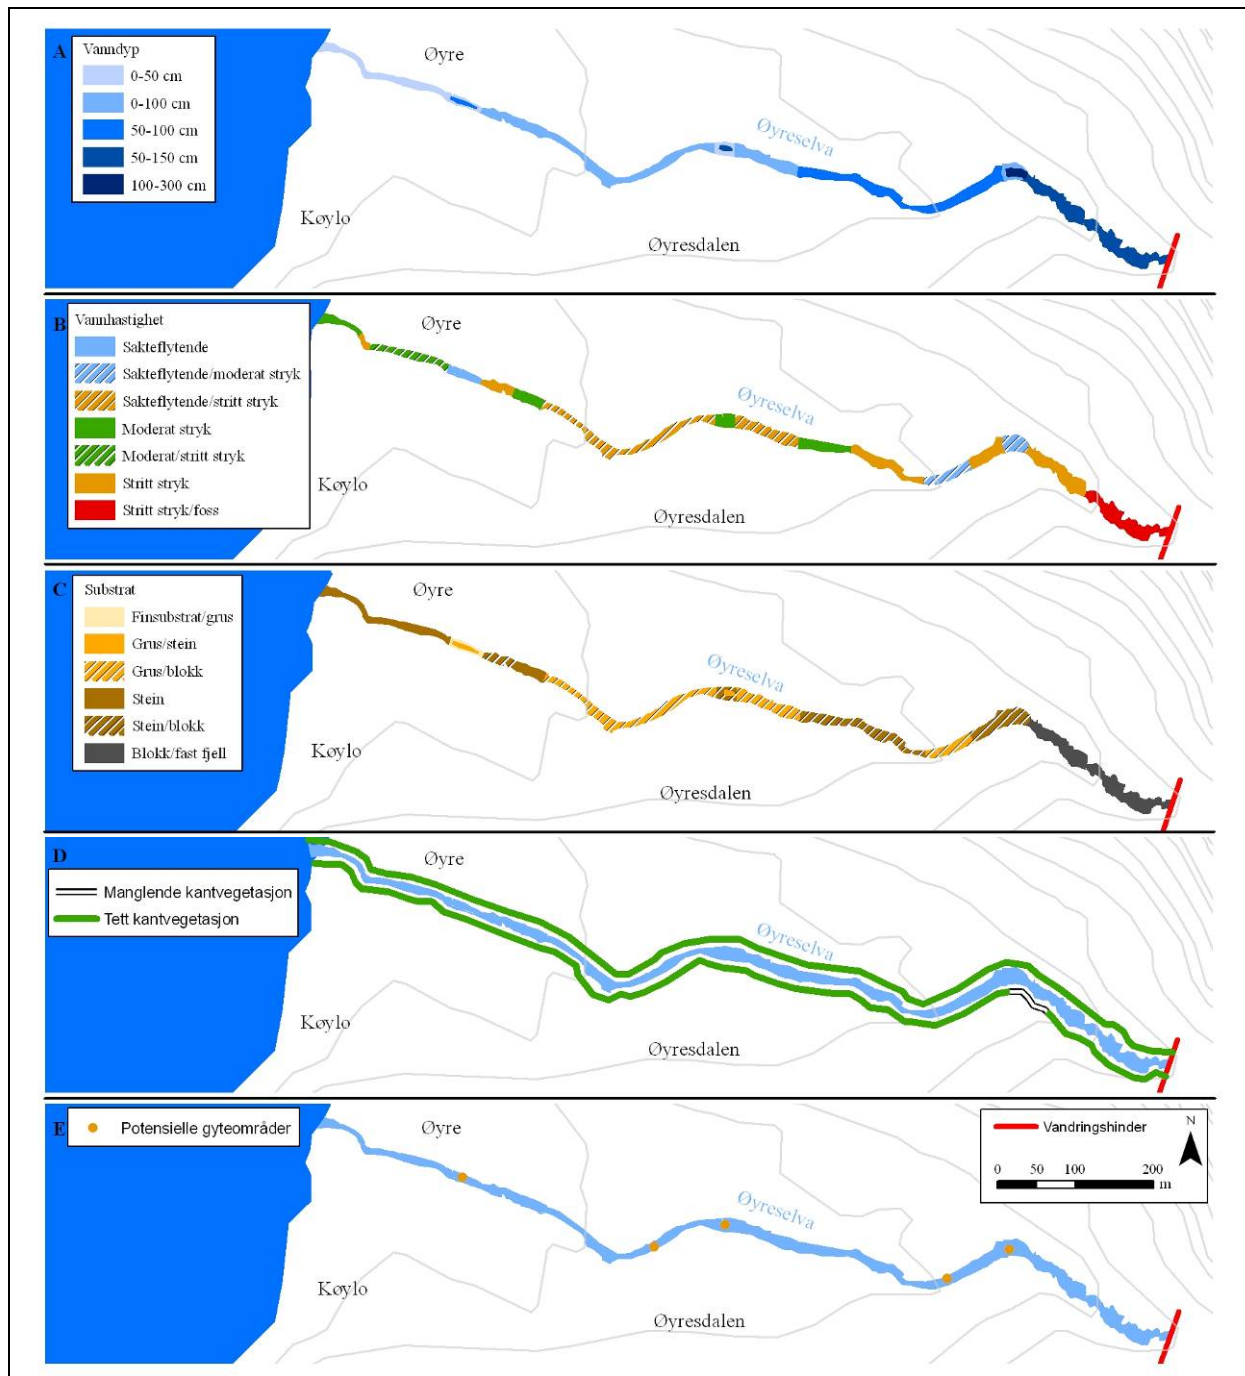 A
Vanndyp
0-50 cm
0-100 cm
50-100 cm
50-150 cm
100-300 cm
Øyre
Øyreselva
Køylo
Øyresdalen
B
Vannhastighet
Sakteflytende
Sakteflytende/moderat stryk
Sakteflytende/stritt stryk
Moderat stryk
Moderat/stritt stryk
Stritt stryk
Stritt stryk/foss
Øyre
Øyreselva
Køylo
Øyresdalen
C
Substrat
Finsubstrat/grus
Grus/stein
Grus/blokk
Stein
Stein/blokk
Blokk/fast fjell
Øyre
Øyreselva
Køylo
Øyresdalen
D
Manglende kantvegetasjon
Tett kantvegetasjon
Øyre
Øyreselva
Køylo
Øyresdalen
E
Potensielle gyteområder
Øyre
Øyreselva
Køylo
Øyresdalen
Vandringshinder
N
0 50 100 200
m